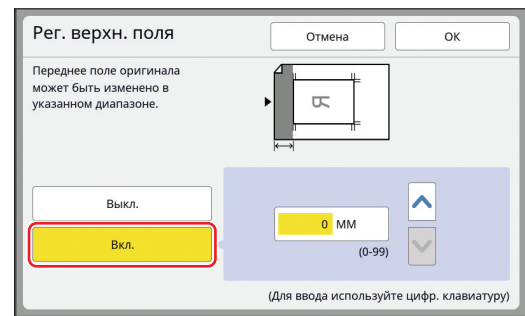 Рег. верхн. поля
Отмена
ОК
Переднее поле оригинала
может быть изменено в
указанном диапазоне.
Я
Выкл.
Вкл.
0 ММ
(0-99)
(Для ввода используйте цифр. клавиатуру)